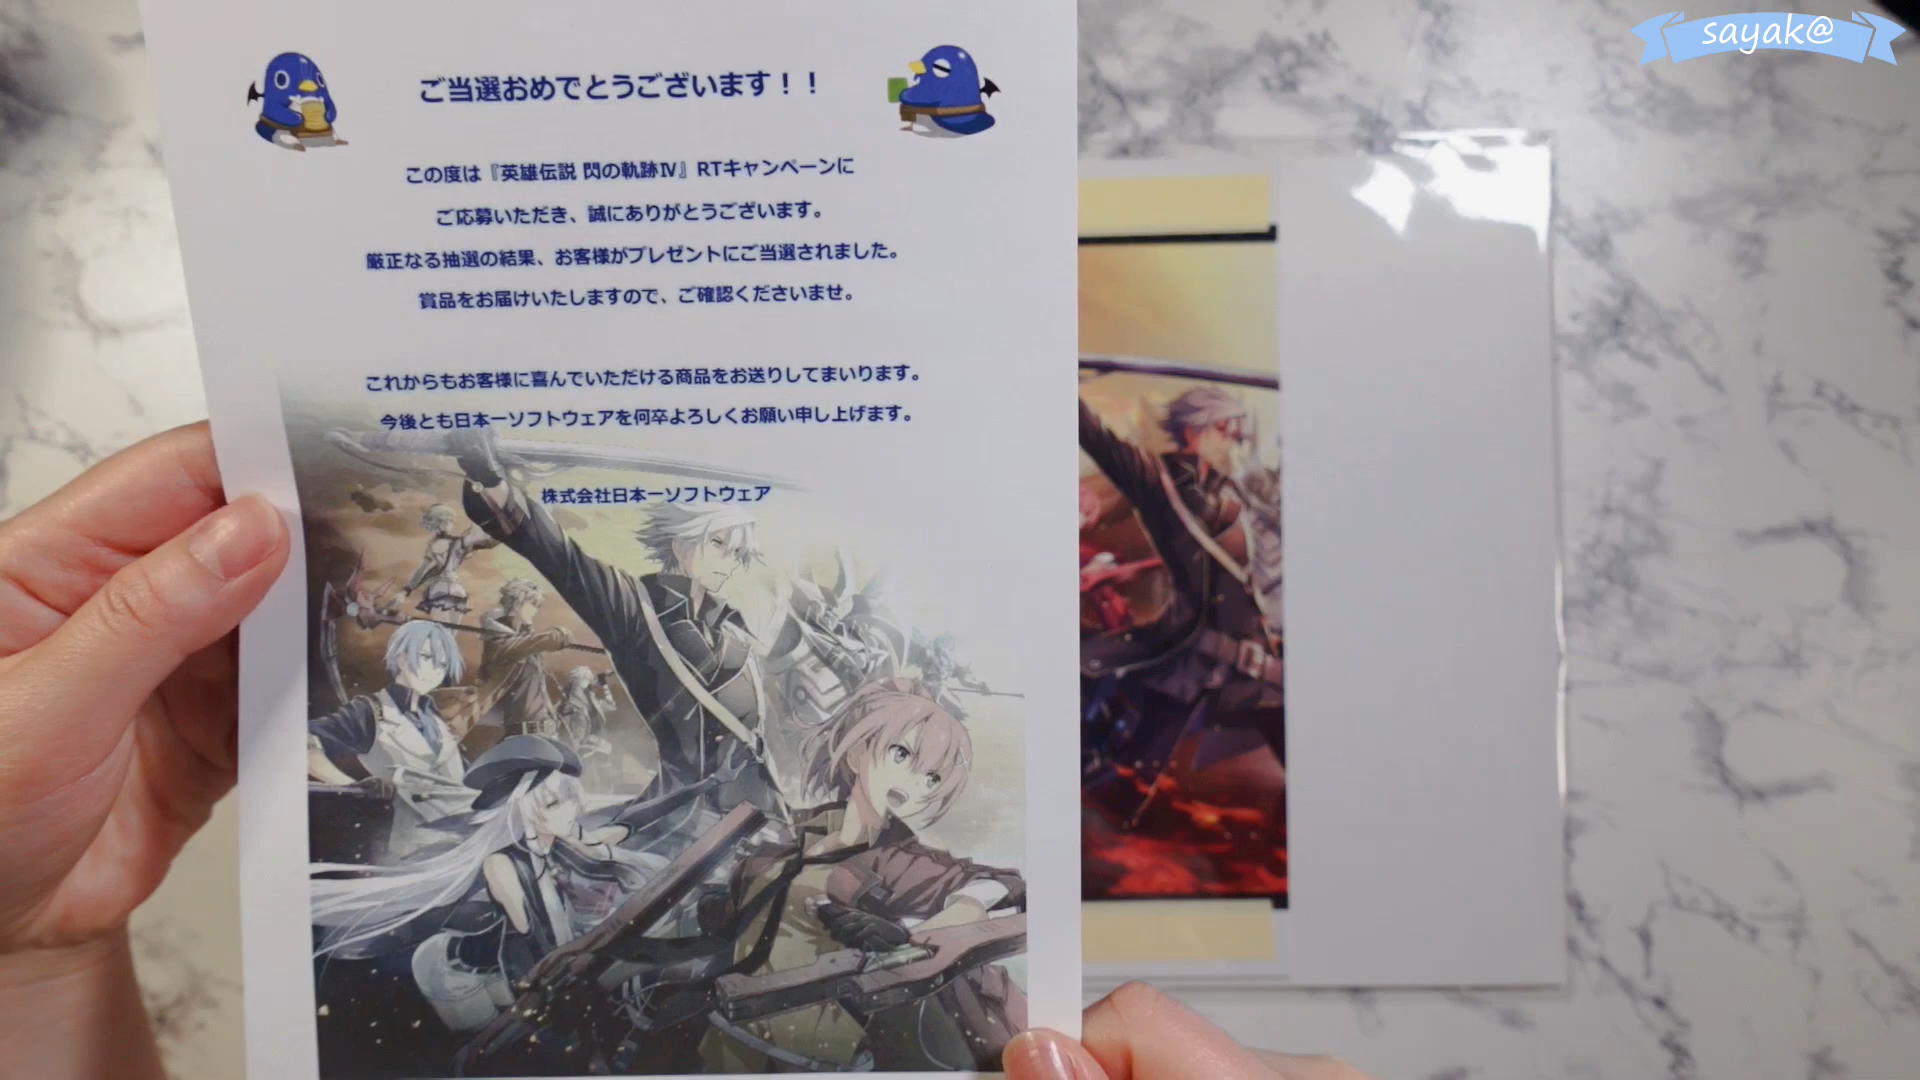 sayak@
ご当選おめでとうございます！！
この度は『英雄伝説 閃の軌跡Ⅳ』RTキャンペーンに
ご応募いただき、誠にありがとうございます。
厳正なる抽選の結果、お客様がプレゼントにご当選されました。
賞品をお届けいたしますので、ご確認くださいませ。
これからもお客様に喜んでいただける商品をお送りしてまいります。
今後とも日本一ソフトウェアを何卒よろしくお願い申し上げます。
株式会社日本一ソフトウェア